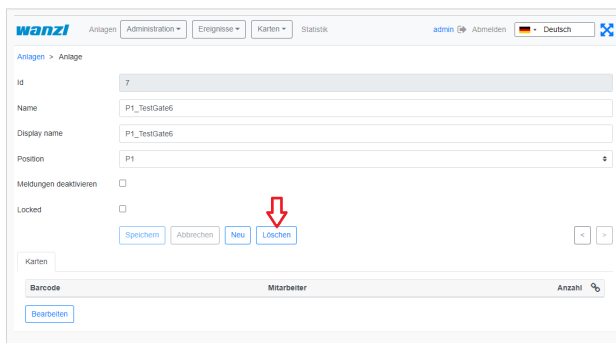 wanzl Anlagen Administration Ereignisse Karten Statistik admin Abmelden Deutsch
Anlagen > Anlage
Id 7
Name P1_TestGate6
Display name P1_TestGate6
Position P1
Meldungen deaktivieren
Locked
Speichern Abbrechen Neu Löschen < >
Karten
Barcode Mitarbeiter Anzahl
Bearbeiten